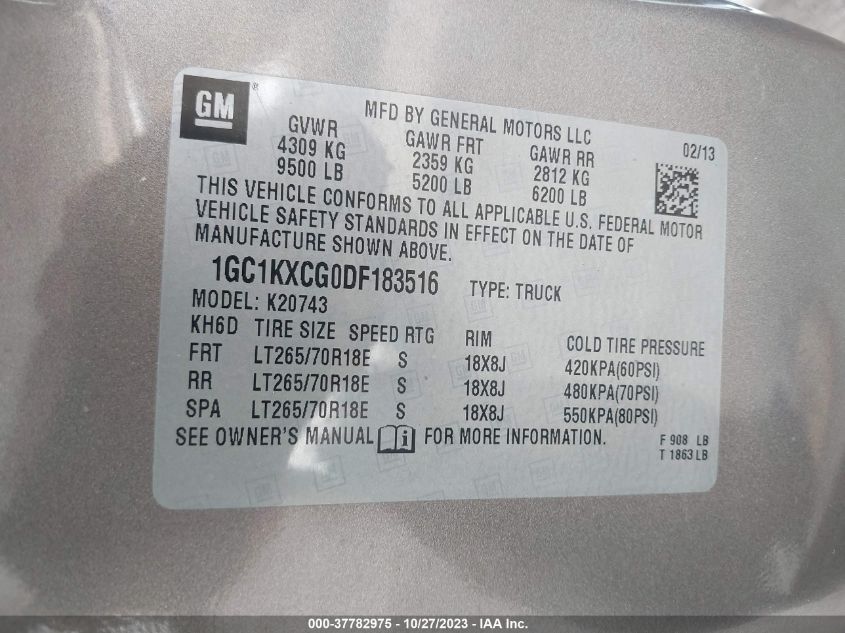 GM®
MFD BY GENERAL MOTORS LLC
02/13
GVWR GAWR FRT GAWR RR
4309 KG 2359 KG 2812 KG
9500 LB 5200 LB 6200 LB
THIS VEHICLE CONFORMS TO ALL APPLICABLE U.S. FEDERAL MOTOR
VEHICLE SAFETY STANDARDS IN EFFECT ON THE DATE OF
MANUFACTURE SHOWN ABOVE.
1GC1KXCG0DF183516 TYPE: TRUCK
MODEL: K20743
KH6D TIRE SIZE SPEED RTG RIM COLD TIRE PRESSURE
FRT LT265/70R18E S 18X8J 420KPA(60PSI)
RR LT265/70R18E S 18X8J 480KPA(70PSI)
SPA LT265/70R18E S 18X8J 550KPA(80PSI)
SEE OWNER'S MANUAL i FOR MORE INFORMATION.
F 908 LB
T 1863 LB
000-37782975 - 10/27/2023 - IAA Inc.